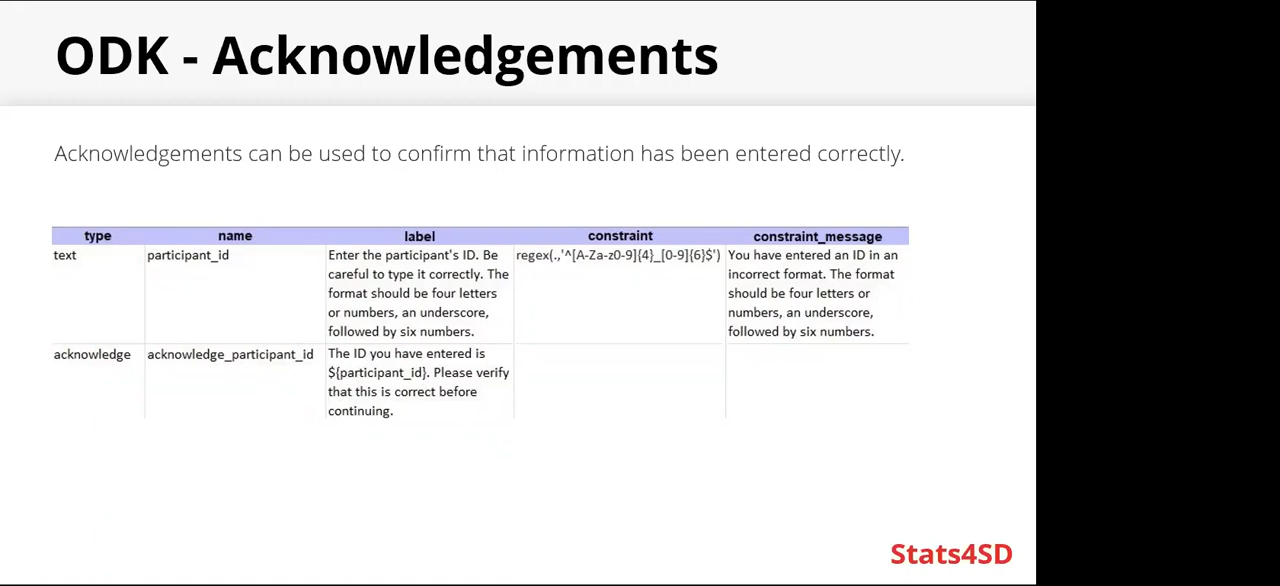 ODK - Acknowledgements
Acknowledgements can be used to confirm that information has been entered correctly.
type name label constraint constraint_message
text participant_id Enter the participant's ID. Be regex(.,'^[A-Za-z0-9]{4}_[0-9]{6}$') You have entered an ID in an
careful to type it correctly. The incorrect format. The format
format should be four letters should be four letters or
or numbers, an underscore, numbers, an underscore,
followed by six numbers. followed by six numbers.
acknowledge acknowledge_participant_id The ID you have entered is
${participant_id}. Please verify
that this is correct before
continuing.
Stats4SD